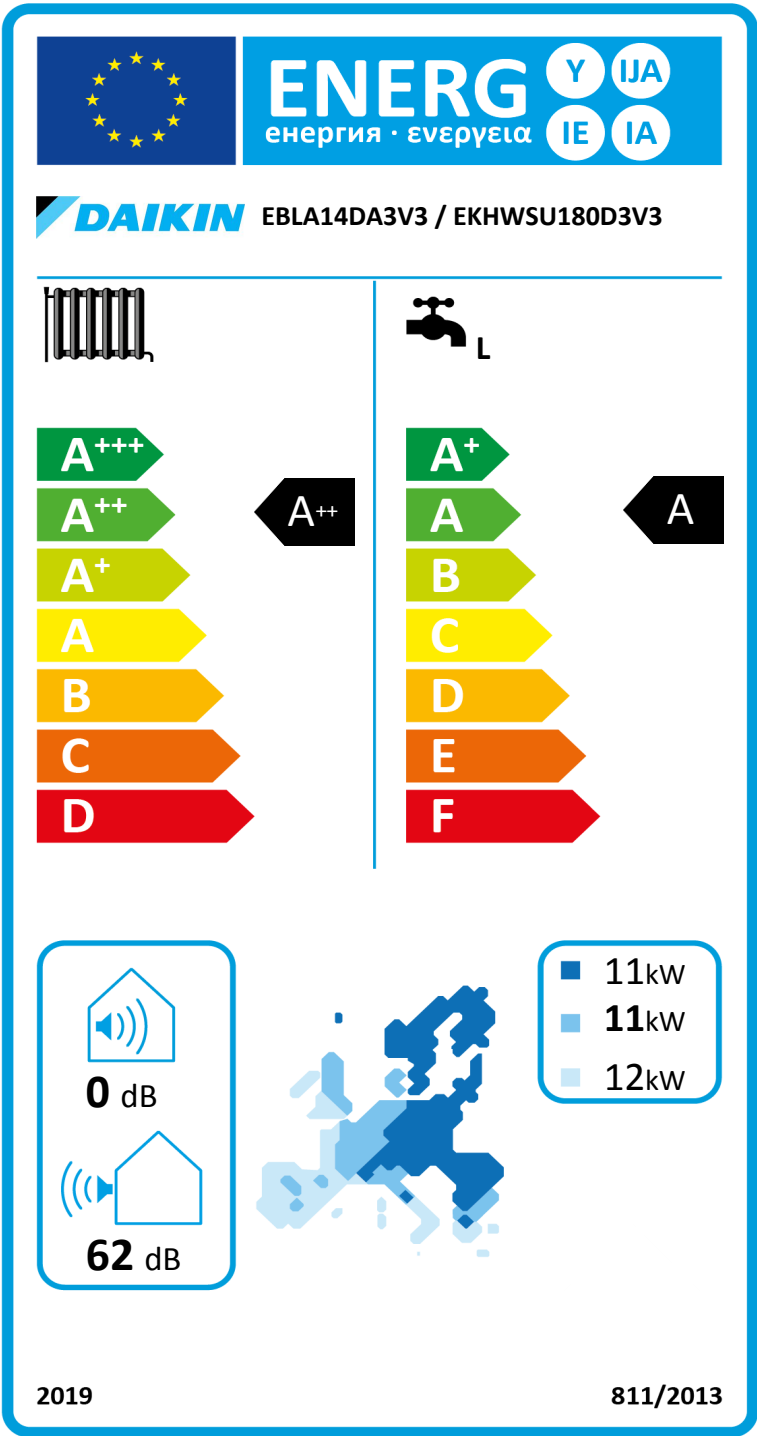 ENERG Y IJA
енергия · ενεργεια IE IA
DAIKIN EBLA14DA3V3 / EKHWSU180D3V3
L
A+++
A++
A+
A
B
C
D
A++
A+
A
B
C
D
E
F
A
0 dB
62 dB
11kW
11kW
12kW
2019
811/2013